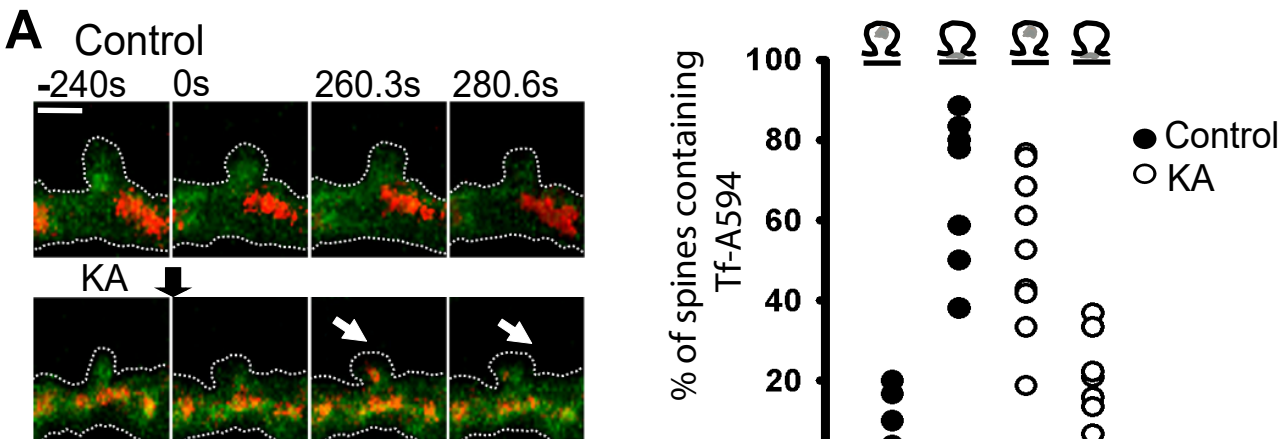 A
Control
-240s 0s 260.3s 280.6s
KA
% of spines containing
Tf-A594
100
80
60
40
20
Control
KA